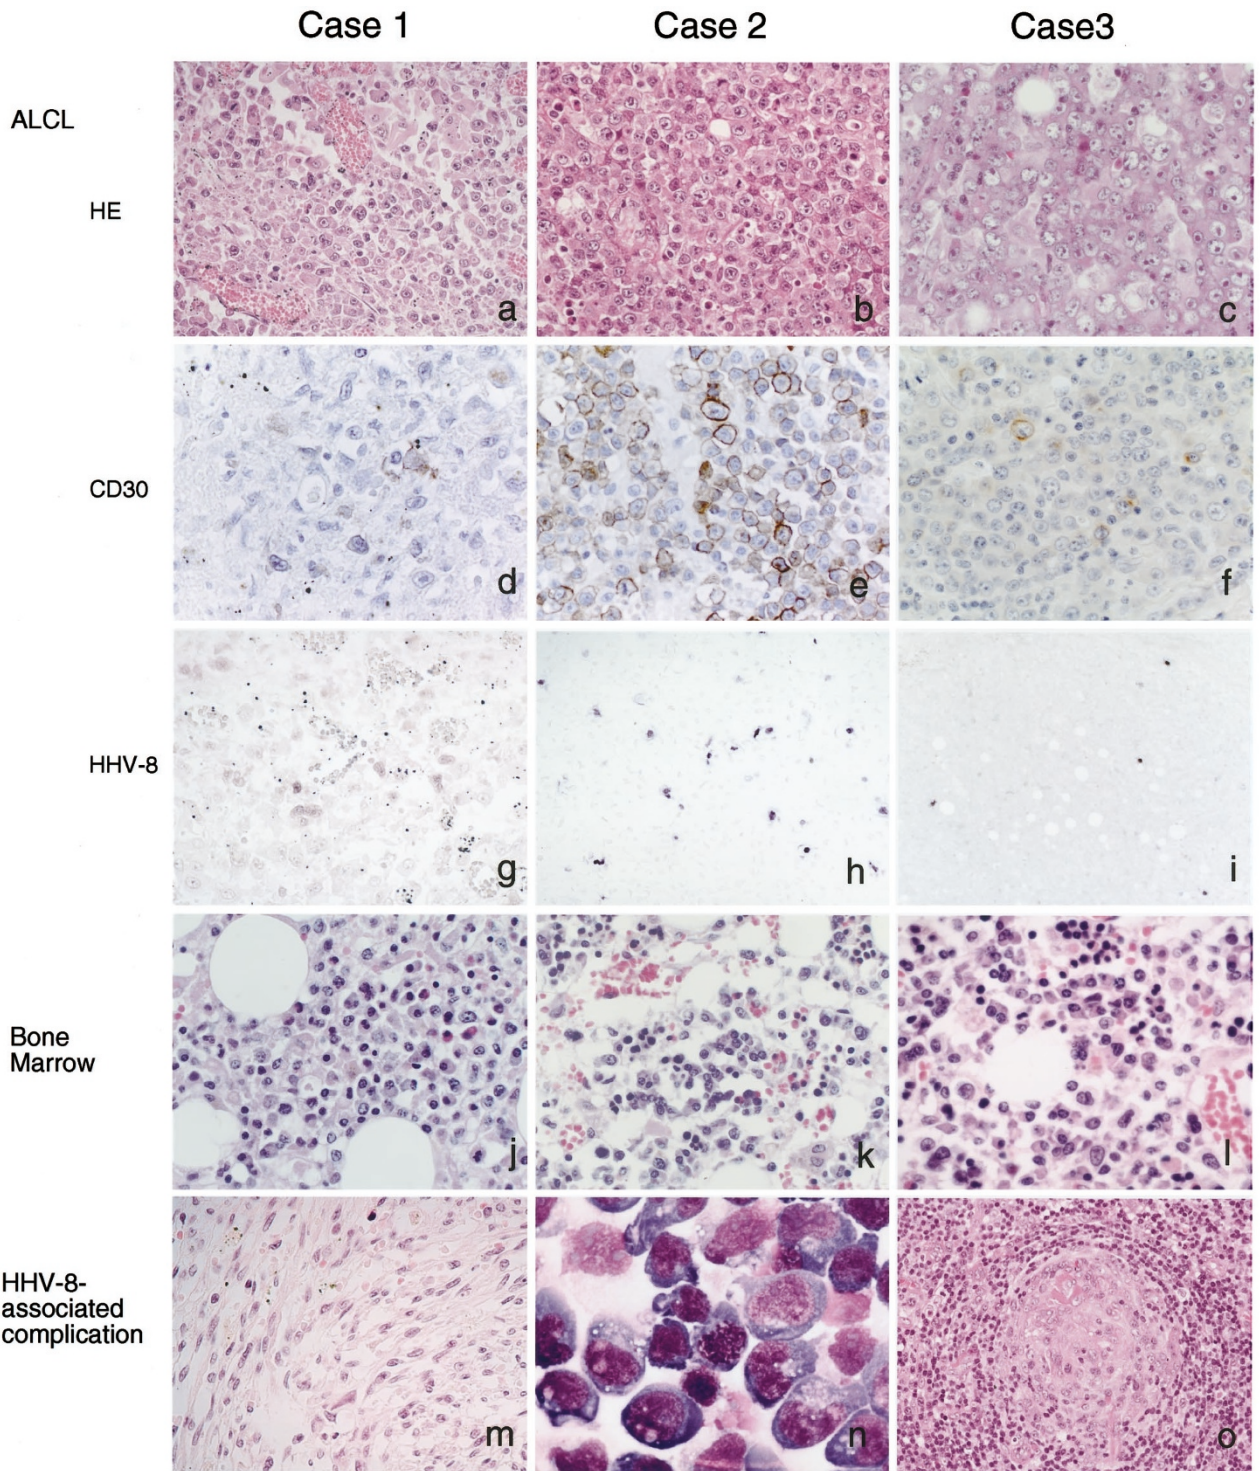 Case 1 Case 2 Case3
ALCL
HE
a b c
CD30
d e f
HHV-8
g h i
Bone
Marrow
j k l
HHV-8-
associated
complication
m n o